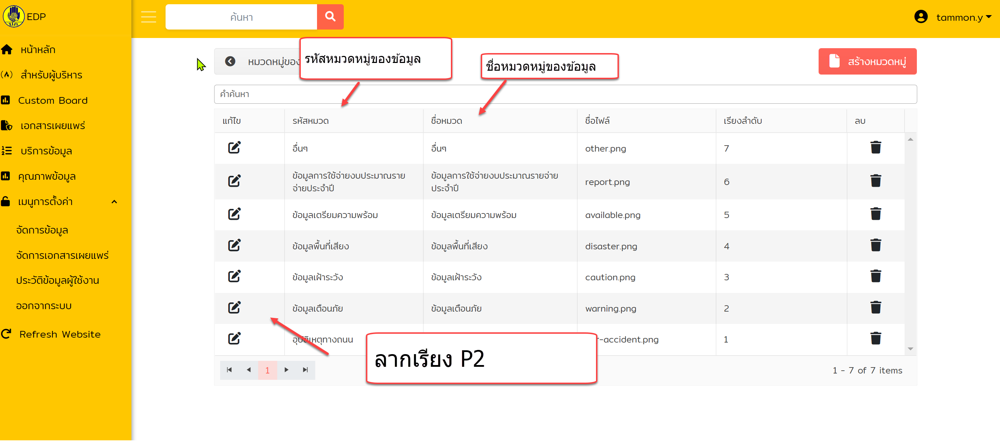 ปภ.
EDP
ค้นหา
tammon.y
หน้าหลัก
สำหรับผู้บริหาร
Custom Board
เอกสารเผยแพร่
บริการข้อมูล
คุณภาพข้อมูล
เมนูการตั้งค่า
จัดการข้อมูล
จัดการเอกสารเผยแพร่
ประวัติข้อมูลผู้ใช้งาน
ออกจากระบบ
Refresh Website
หมวดหมู่ของ
รหัสหมวดหมู่ของข้อมูล
ชื่อหมวดหมู่ของข้อมูล
สร้างหมวดหมู่
คำค้นหา
แก้ไข รหัสหมวด ชื่อหมวด ชื่อไฟล์ เรียงลำดับ ลบ
อื่นๆ อื่นๆ other.png 7
ข้อมูลการใช้จ่ายงบประมาณราย ข้อมูลการใช้จ่ายงบประมาณรายจ่าย report.png 6
จ่ายประจำปี ประจำปี
ข้อมูลเตรียมความพร้อม ข้อมูลเตรียมความพร้อม available.png 5
ข้อมูลพื้นที่เสียง ข้อมูลพื้นที่เสียง disaster.png 4
ข้อมูลเฝ้าระวัง ข้อมูลเฝ้าระวัง caution.png 3
ข้อมูลเตือนภัย ข้อมูลเตือนภัย warning.png 2
อุบัติเหตุทางถนน r-accident.png 1
ลากเรียง P2
1
1 - 7 of 7 items